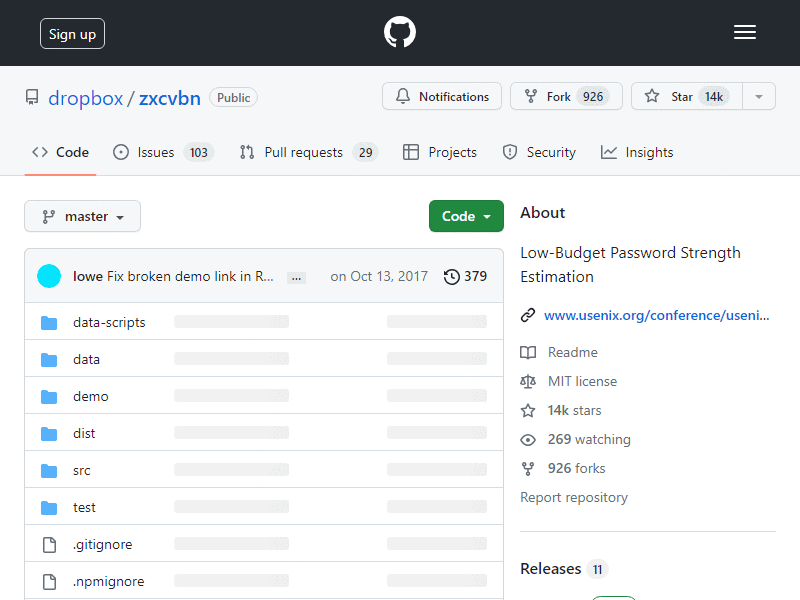 Sign up
dropbox / zxcvbn Public
Notifications Fork 926 Star 14k
Code Issues 103 Pull requests 29 Projects Security Insights
master Code
lowe Fix broken demo link in R... ... on Oct 13, 2017 379
data-scripts
data
demo
dist
src
test
.gitignore
.npmignore
About
Low-Budget Password Strength
Estimation
www.usenix.org/conference/useni...
Readme
MIT license
14k stars
269 watching
926 forks
Report repository
Releases 11